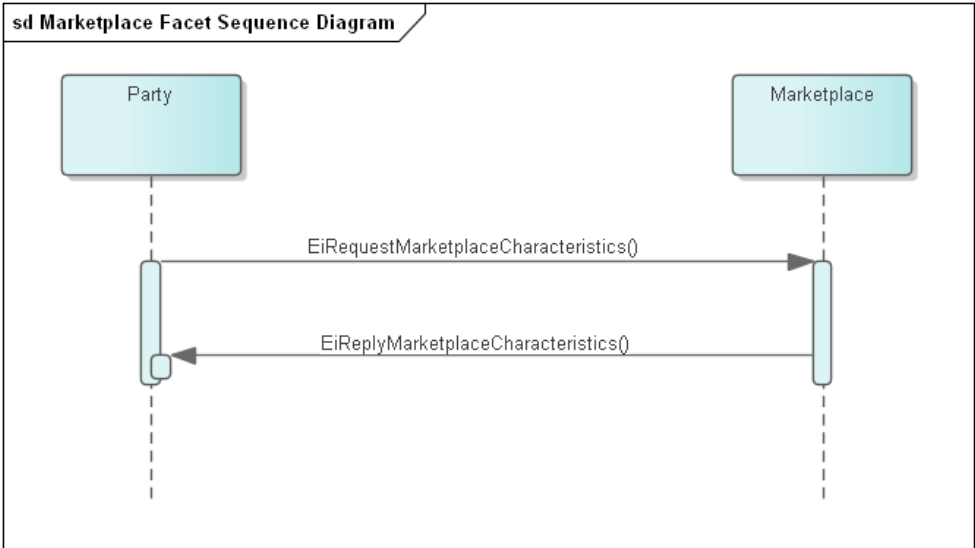 sd Marketplace Facet Sequence Diagram
Party
Marketplace
EiRequestMarketplaceCharacteristics()
EiReplyMarketplaceCharacteristics()